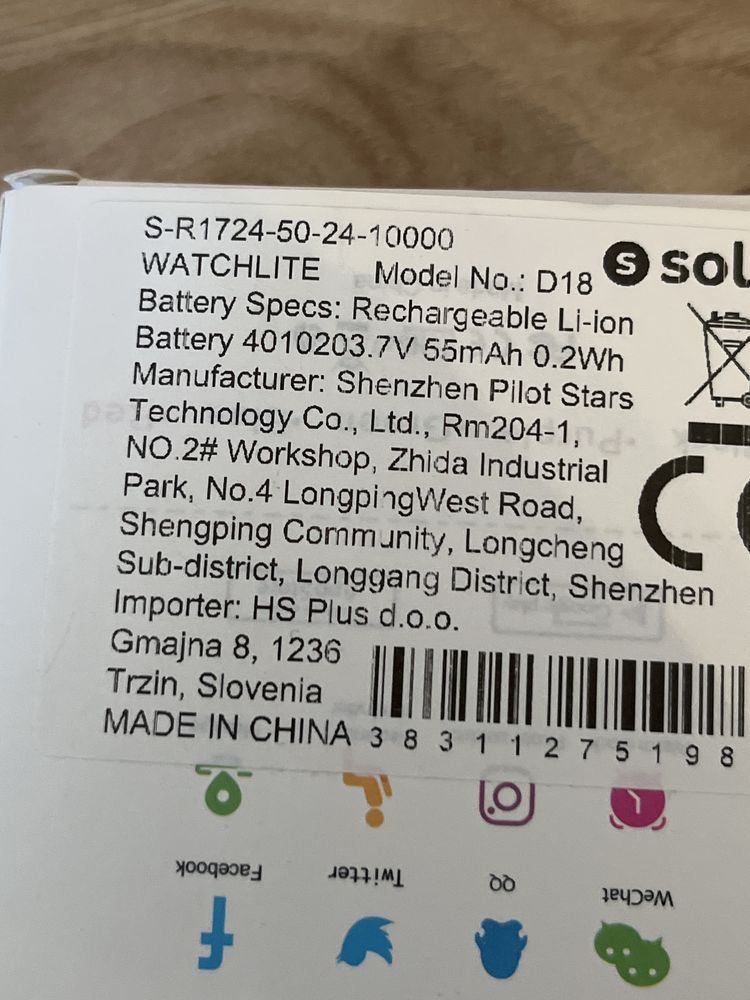 S-R1724-50-24-10000
WATCHLITE Model No.: D18
S sol
Battery Specs: Rechargeable Li-ion
Battery 4010203.7V 55mAh 0.2Wh
Manufacturer: Shenzhen Pilot Stars
Technology Co., Ltd., Rm204-1,
NO.2# Workshop, Zhida Industrial
Park, No.4 LongpingWest Road,
Shengping Community, Longcheng
Sub-district, Longgang District, Shenzhen
Importer: HS Plus d.o.o.
Gmajna 8, 1236
Trzin, Slovenia
MADE IN CHINA
3 8 3 1 1 2 7 5 1 9 8
Facebook
Twitter
QQ
WeChat